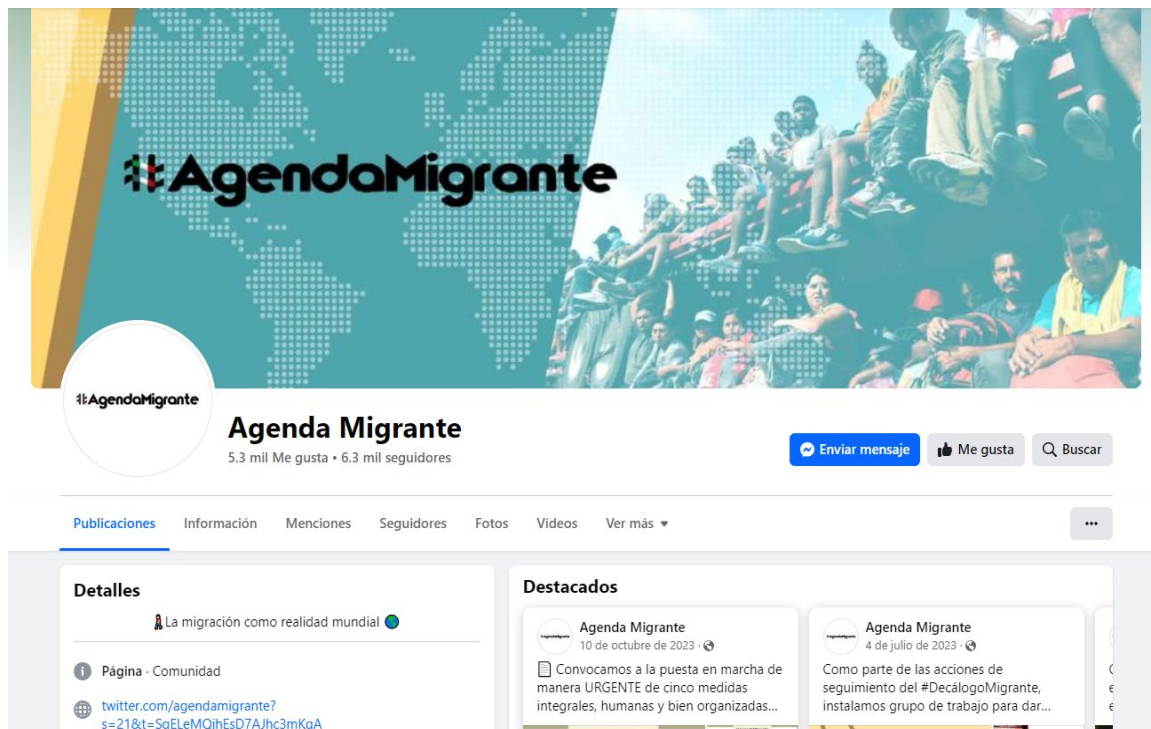 #AgendaMigrante
#AgendaMigrante
Agenda Migrante
5.3 mil Me gusta • 6.3 mil seguidores
Enviar mensaje
Me gusta
Buscar
Publicaciones
Información
Menciones
Seguidores
Fotos
Vídeos
Ver más
Detalles
La migración como realidad mundial
Página · Comunidad
twitter.com/agendamigrante?
s=21&t=SqELeMQihEsD7AJhc3mKgA
Destacados
Agenda Migrante
10 de octubre de 2023 ·
Convocamos a la puesta en marcha de
manera URGENTE de cinco medidas
integrales, humanas y bien organizadas...
Agenda Migrante
4 de julio de 2023 ·
Como parte de las acciones de
seguimiento del #DecálogoMigrante,
instalamos grupo de trabajo para dar...